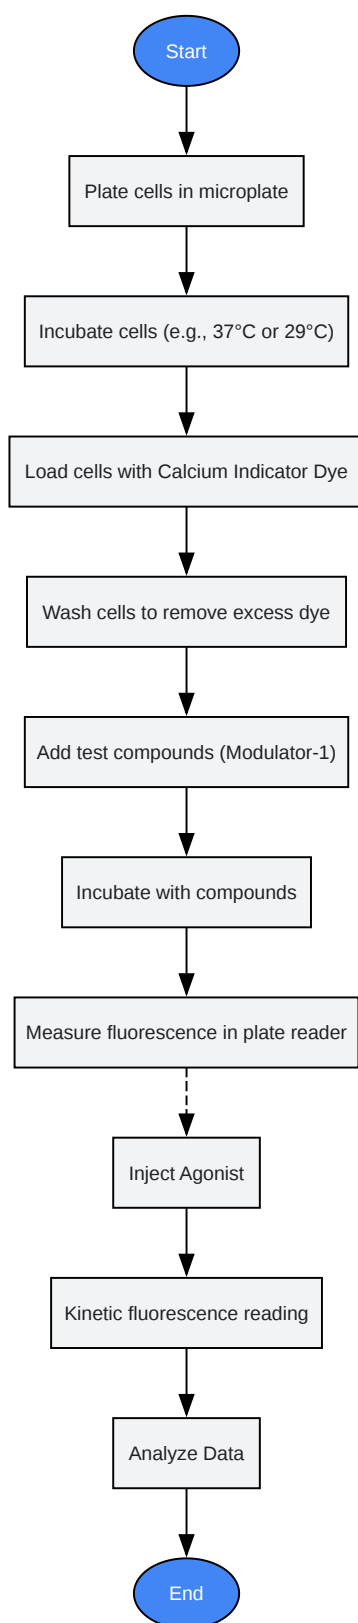 Start
Plate cells in microplate
Incubate cells (e.g., 37°C or 29°C)
Load cells with Calcium Indicator Dye
Wash cells to remove excess dye
Add test compounds (Modulator-1)
Incubate with compounds
Measure fluorescence in plate reader
Inject Agonist
Kinetic fluorescence reading
Analyze Data
End